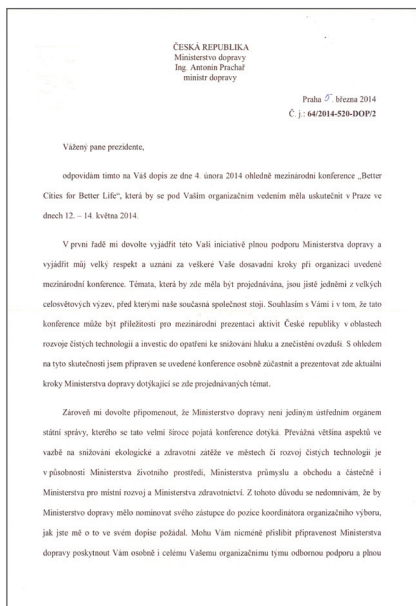 ČESKÁ REPUBLIKA
Ministerstvo dopravy
Ing. Antonín Prachař
ministr dopravy
Praha 5. března 2014
Č. j.: 64/2014-520-DOP/2
Vážený pane prezidente,
odpovídám tímto na Váš dopis ze dne 4. února 2014 ohledně mezinárodní konference „Better
Cities for Better Life“, která by se pod Vaším organizačním vedením měla uskutečnit v Praze ve
dnech 12. – 14. května 2014.
V první řadě mi dovolte vyjádřit této Vaší iniciativě plnou podporu Ministerstva dopravy a
vyjádřit můj velký respekt a uznání za veškeré Vaše dosavadní kroky při organizaci uvedené
mezinárodní konference. Témata, která by zde měla být projednávána, jsou jistě jedněmi z velkých
celosvětových výzev, před kterými naše současná společnost stojí. Souhlasím s Vámi i v tom, že tato
konference může být příležitostí pro mezinárodní prezentaci aktivit České republiky v oblastech
rozvoje čistých technologií a investic do opatření ke snižování hluku a znečištění ovzduší. S ohledem
na tyto skutečnosti jsem připraven se uvedené konference osobně zúčastnit a prezentovat zde aktuální
kroky Ministerstva dopravy dotýkající se zde projednávaných témat.
Zároveň mi dovolte připomenout, že Ministerstvo dopravy není jediným ústředním orgánem
státní správy, kterého se tato velmi široce pojatá konference dotýká. Převážná většina aspektů ve
vazbě na snižování ekologické a zdravotní zátěže ve městech či rozvoj čistých technologií je
v působnosti Ministerstva životního prostředí, Ministerstva průmyslu a obchodu a částečně i
Ministerstva pro místní rozvoj a Ministerstva zdravotnictví. Z tohoto důvodu se nedomnívám, že by
Ministerstvo dopravy mělo nominovat svého zástupce do pozice koordinátora organizačního výboru,
jak jste mě o to ve svém dopise požádal. Mohu Vám nicméně přislíbit připravenost Ministerstva
dopravy poskytnout Vám osobně i celému Vašemu organizačnímu týmu odbornou podporu a plnou